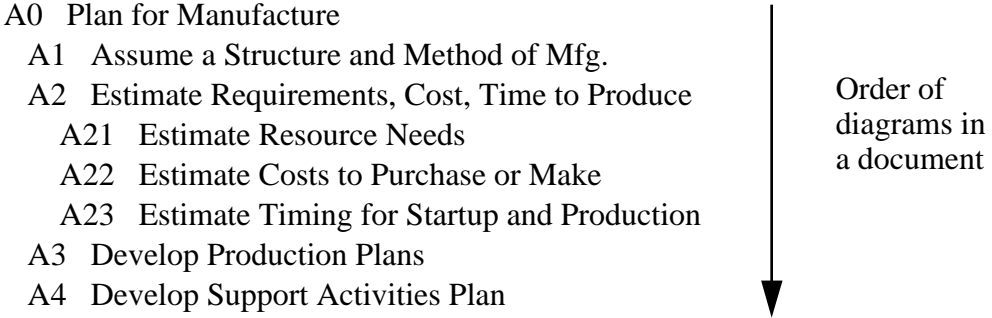 A0 Plan for Manufacture
A1 Assume a Structure and Method of Mfg.
A2 Estimate Requirements, Cost, Time to Produce
A21 Estimate Resource Needs
A22 Estimate Costs to Purchase or Make
A23 Estimate Timing for Startup and Production
A3 Develop Production Plans
A4 Develop Support Activities Plan
Order of
diagrams in
a document